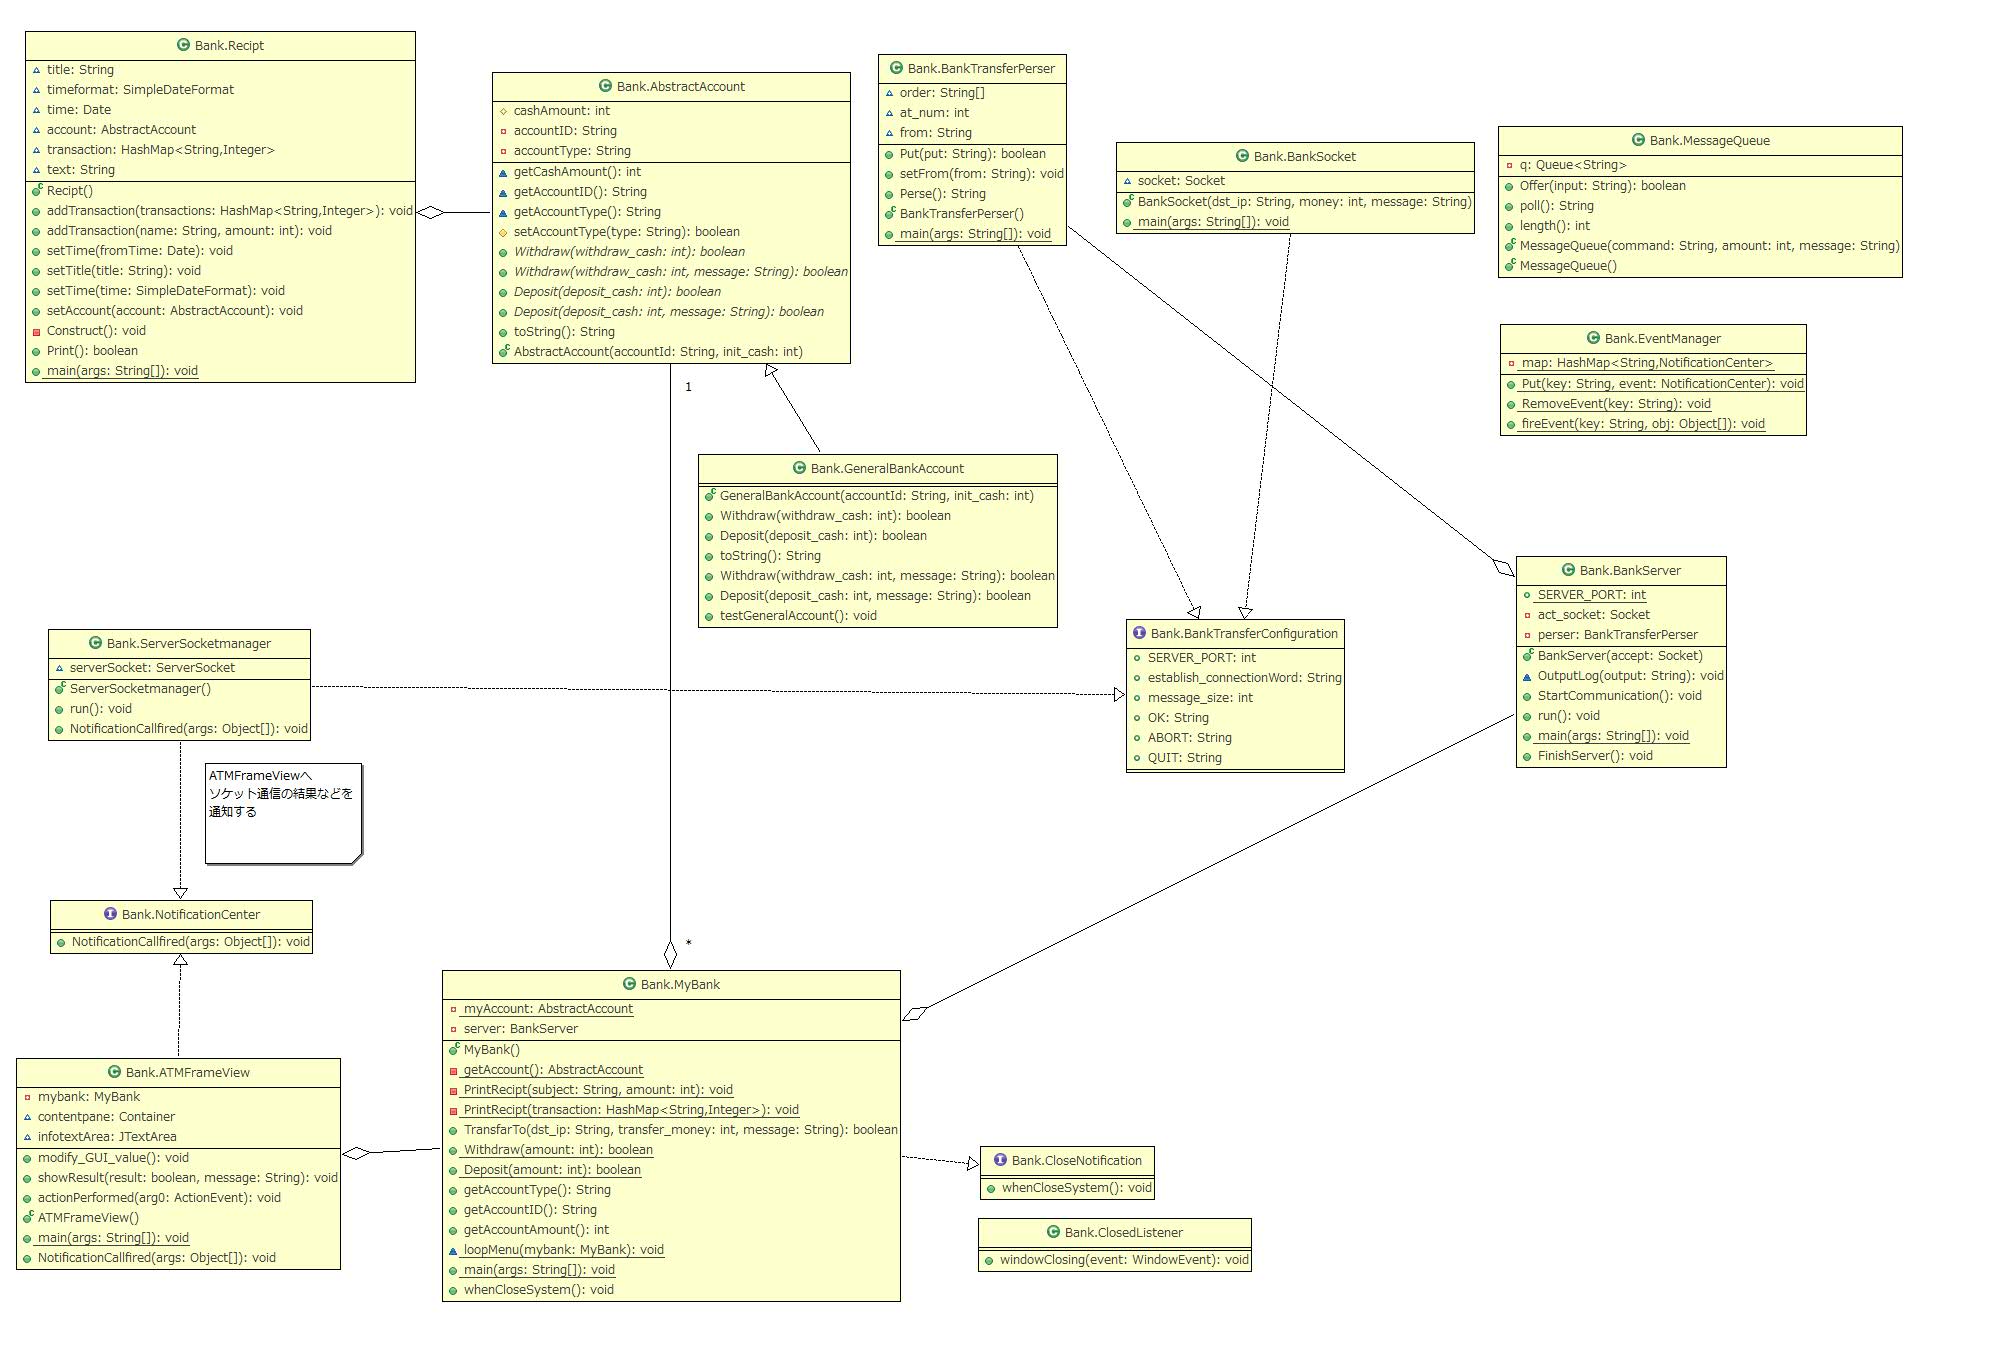 Bank.Recipt
title: String
timeformat: SimpleDateFormat
time: Date
account: AbstractAccount
transaction: HashMap<String,Integer>
text: String
Recipt()
addTransaction(transactions: HashMap<String,Integer>): void
addTransaction(name: String, amount: int): void
setTime(fromTime: Date): void
setTitle(title: String): void
setTime(time: SimpleDateFormat): void
setAccount(account: AbstractAccount): void
Construct(): void
Print(): boolean
main(args: String[]): void
Bank.AbstractAccount
cashAmount: int
accountID: String
accountType: String
getCashAmount(): int
getAccountID(): String
getAccountType(): String
setAccountType(type: String): boolean
Withdraw(withdraw_cash: int): boolean
Withdraw(withdraw_cash: int, message: String): boolean
Deposit(deposit_cash: int): boolean
Deposit(deposit_cash: int, message: String): boolean
toString(): String
AbstractAccount(accountId: String, init_cash: int)
1
Bank.BankTransferPerser
order: String[]
at_num: int
from: String
Put(put: String): boolean
setFrom(from: String): void
Perse(): String
BankTransferPerser()
main(args: String[]): void
Bank.BankSocket
socket: Socket
BankSocket(dst_ip: String, money: int, message: String)
main(args: String[]): void
Bank.MessageQueue
q: Queue<String>
Offer(input: String): boolean
poll(): String
length(): int
MessageQueue(command: String, amount: int, message: String)
MessageQueue()
Bank.EventManager
map: HashMap<String,NotificationCenter>
Put(key: String, event: NotificationCenter): void
RemoveEvent(key: String): void
fireEvent(key: String, obj: Object[]): void
Bank.GeneralBankAccount
GeneralBankAccount(accountId: String, init_cash: int)
Withdraw(withdraw_cash: int): boolean
Deposit(deposit_cash: int): boolean
toString(): String
Withdraw(withdraw_cash: int, message: String): boolean
Deposit(deposit_cash: int, message: String): boolean
testGeneralAccount(): void
Bank.BankServer
SERVER_PORT: int
act_socket: Socket
perser: BankTransferPerser
BankServer(accept: Socket)
OutputLog(output: String): void
StartCommunication(): void
run(): void
main(args: String[]): void
FinishServer(): void
Bank.BankTransferConfiguration
SERVER_PORT: int
establish_connectionWord: String
message_size: int
OK: String
ABORT: String
QUIT: String
Bank.ServerSocketmanager
serverSocket: ServerSocket
ServerSocketmanager()
run(): void
NotificationCallfired(args: Object[]): void
ATMFrameViewへ
ソケット通信の結果などを
通知する
Bank.NotificationCenter
NotificationCallfired(args: Object[]): void
*
Bank.MyBank
myAccount: AbstractAccount
server: BankServer
MyBank()
getAccount(): AbstractAccount
PrintRecipt(subject: String, amount: int): void
PrintRecipt(transaction: HashMap<String,Integer>): void
TransfarTo(dst_ip: String, transfer_money: int, message: String): boolean
Withdraw(amount: int): boolean
Deposit(amount: int): boolean
getAccountType(): String
getAccountID(): String
getAccountAmount(): int
loopMenu(mybank: MyBank): void
main(args: String[]): void
whenCloseSystem(): void
Bank.ATMFrameView
mybank: MyBank
contentpane: Container
infotextArea: JTextArea
modify_GUI_value(): void
showResult(result: boolean, message: String): void
actionPerformed(arg0: ActionEvent): void
ATMFrameView()
main(args: String[]): void
NotificationCallfired(args: Object[]): void
Bank.CloseNotification
whenCloseSystem(): void
Bank.ClosedListener
windowClosing(event: WindowEvent): void